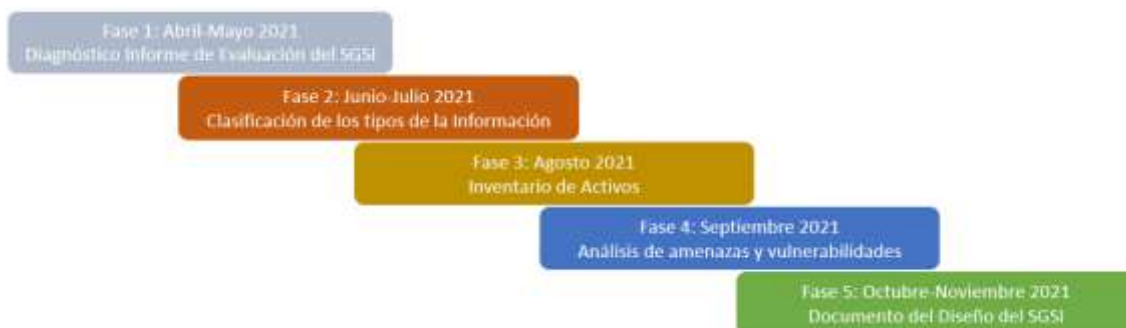 Fase 1: Abril-Mayo 2021
Diagnóstico Informe de Evaluación del SGSI
Fase 2: Junio-Julio 2021
Clasificación de los tipos de la Información
Fase 3: Agosto 2021
Inventario de Activos
Fase 4: Septiembre 2021
Análisis de amenazas y vulnerabilidades
Fase 5: Octubre-Noviembre 2021
Documento del Diseño del SGSI